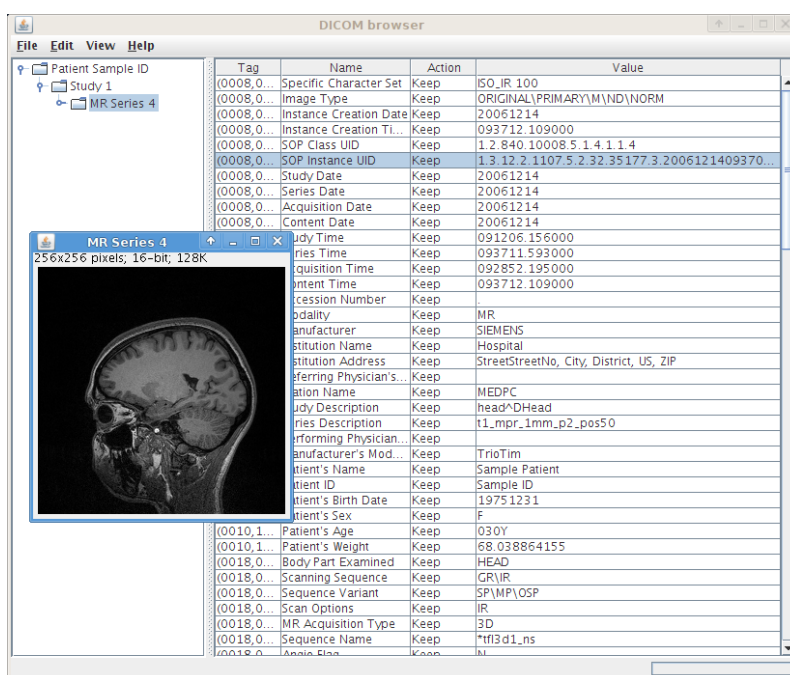 DICOM browser
File Edit View Help
Patient Sample ID
Study 1
MR Series 4
Tag Name Action Value
(0008,0... Specific Character Set Keep ISO_IR 100
(0008,0... Image Type Keep ORIGINAL\PRIMARY\M\ND\NORM
(0008,0... Instance Creation Date Keep 20061214
(0008,0... Instance Creation Ti... Keep 093712.109000
(0008,0... SOP Class UID Keep 1.2.840.10008.5.1.4.1.1.4
(0008,0... SOP Instance UID Keep 1.3.12.2.1107.5.2.32.35177.3.2006121409370...
(0008,0... Study Date Keep 20061214
(0008,0... Series Date Keep 20061214
(0008,0... Acquisition Date Keep 20061214
(0008,0... Content Date Keep 20061214
MR Series 4
256x256 pixels; 16-bit; 128K
udy Time Keep 091206.156000
ries Time Keep 093711.593000
cquisition Time Keep 092852.195000
ontent Time Keep 093712.109000
ccession Number Keep .
odality Keep MR
anufacturer Keep SIEMENS
stitution Name Keep Hospital
stitution Address Keep StreetStreetNo, City, District, US, ZIP
eferring Physician's... Keep
ation Name Keep MEDPC
udy Description Keep head^DHead
ries Description Keep t1_mpr_1mm_p2_pos50
erforming Physician... Keep
anufacturer's Mod... Keep TrioTim
atient's Name Keep Sample Patient
atient ID Keep Sample ID
atient's Birth Date Keep 19751231
atient's Sex Keep F
(0010,1... Patient's Age Keep 030Y
(0010,1... Patient's Weight Keep 68.038864155
(0018,0... Body Part Examined Keep HEAD
(0018,0... Scanning Sequence Keep GR\IR
(0018,0... Sequence Variant Keep SP\MP\OSP
(0018,0... Scan Options Keep IR
(0018,0... MR Acquisition Type Keep 3D
(0018,0... Sequence Name Keep *tfl3d1_ns
(0018,0... Angio Flag Keep N